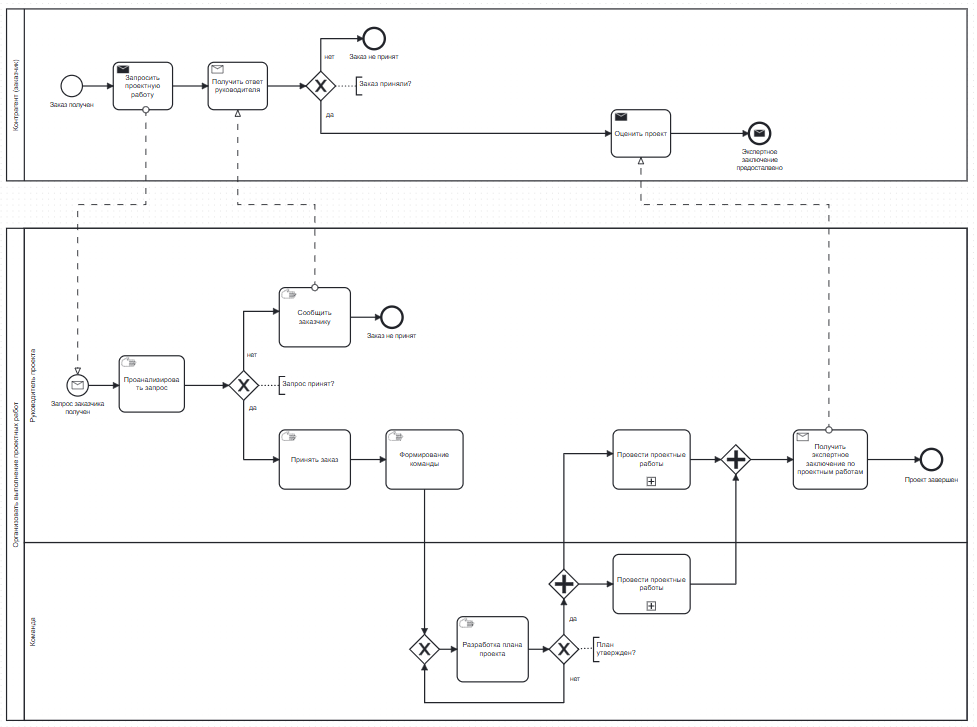 Контрагент (заказчик)
Заказ получен
Запросить
проектную
работу
Получить ответ
руководителя
нет
Заказ не принят
Заказ приняли?
да
Оценить проект
Экспертное
заключение
предоставлено
Организовать выполнение проектных работ
Руководитель проекта
Запрос заказчика
получен
Проанализирова
ть запрос
нет
Запрос принят?
да
Сообщить
заказчику
Заказ не принят
Принять заказ
Формирование
команды
Провести проектные
работы
Получить
экспертное
заключение по
проектным работам
Проект завершен
Команда
Разработка плана
проекта
да
План
утвержден?
нет
Провести проектные
работы